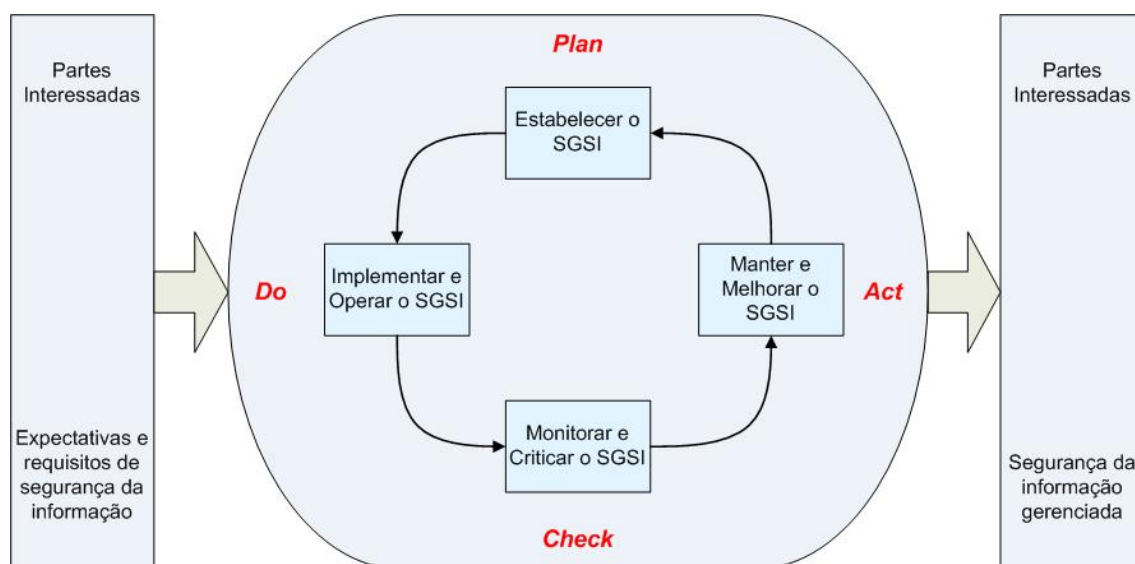 Partes
Interessadas
Expectativas e
requisitos de
segurança da
informação
Plan
Estabelecer o
SGSI
Do
Implementar e
Operar o SGSI
Manter e
Melhorar o
SGSI
Act
Monitorar e
Criticar o SGSI
Check
Partes
Interessadas
Segurança da
informação
gerenciada